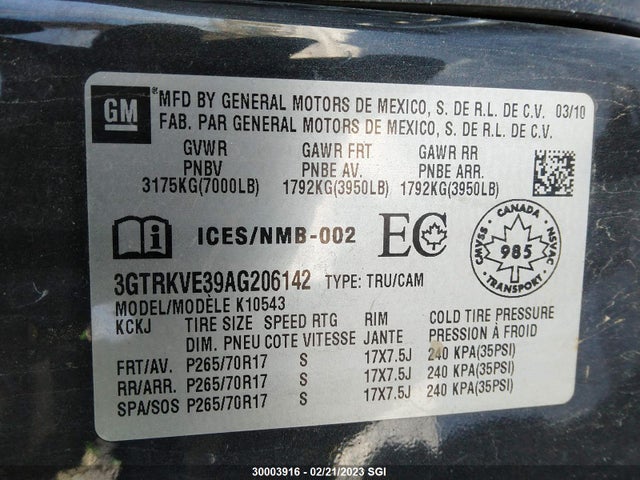 GM
®MFD BY GENERAL MOTORS DE MEXICO, S. DE R.L. DE C.V. 03/10
FAB. PAR GENERAL MOTORS DE MEXICO, S. DE R.L. DE C.V.
GVWR GAWR FRT GAWR RR
PNBV PNBE AV. PNBE ARR.
3175KG(7000LB) 1792KG(3950LB) 1792KG(3950LB)
i ICES/NMB-002 EC
CANADA
CMVSS 985 NSVAC
TRANSPORT
3GTRKVE39AG206142 TYPE: TRU/CAM
MODEL/MODÈLE K10543
KCKJ TIRE SIZE SPEED RTG RIM COLD TIRE PRESSURE
DIM. PNEU COTE VITESSE JANTE PRESSION À FROID
FRT/AV. P265/70R17 S 17X7.5J 240 KPA(35PSI)
RR/ARR. P265/70R17 S 17X7.5J 240 KPA(35PSI)
SPA/SOS P265/70R17 S 17X7.5J 240 KPA(35PSI)
30003916 - 02/21/2023 SGI